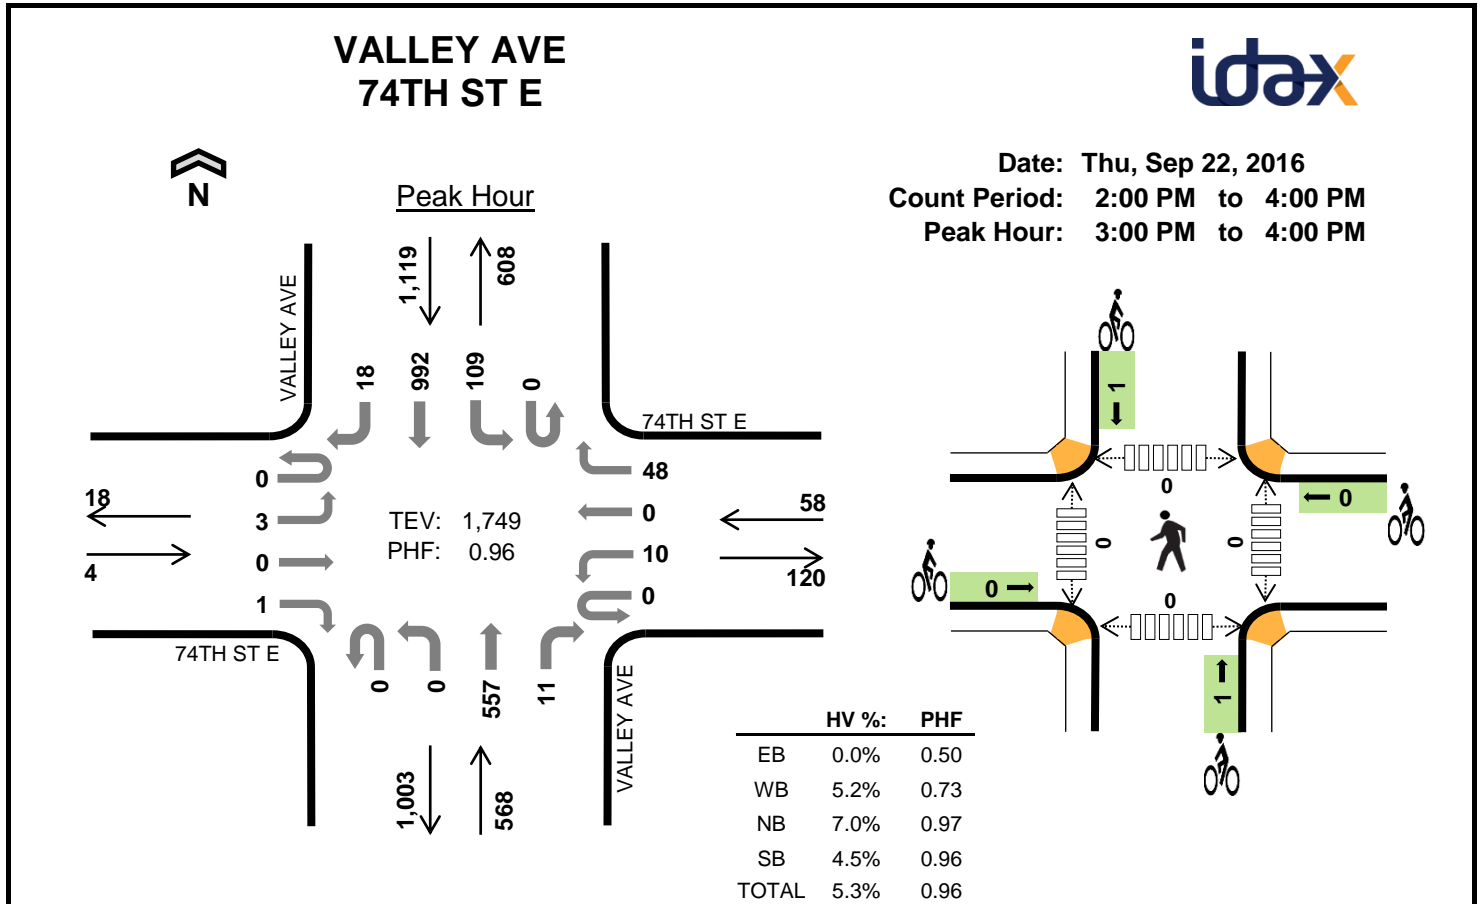 VALLEY AVE
74TH ST E
idax
N
Peak Hour
Date: Thu, Sep 22, 2016
Count Period: 2:00 PM to 4:00 PM
Peak Hour: 3:00 PM to 4:00 PM
1,119
608
VALLEY AVE
18
992
109
0
74TH ST E
0
3
0
1
18
4
TEV: 1,749
PHF: 0.96
48
0
10
0
58
120
74TH ST E
0
0
557
11
VALLEY AVE
1,003
568
1
0
0
0
0
0
0
1
HV %: PHF
EB 0.0% 0.50
WB 5.2% 0.73
NB 7.0% 0.97
SB 4.5% 0.96
TOTAL 5.3% 0.96